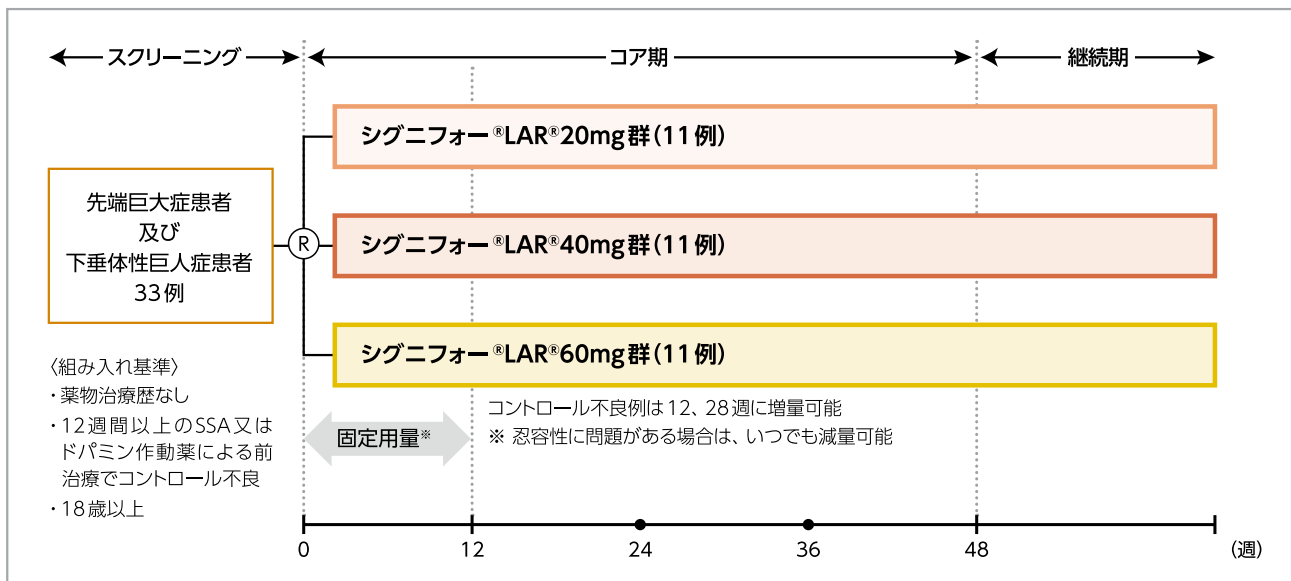 スクリーニング
コア期
継続期
シグニフォー®LAR®20mg群(11例)
先端巨大症患者
及び
下垂体性巨人症患者
33例
R
シグニフォー®LAR®40mg群(11例)
シグニフォー®LAR®60mg群(11例)
〈組み入れ基準〉
・薬物治療歴なし
・12週間以上のSSA又は
ドパミン作動薬による前
治療でコントロール不良
・18歳以上
固定用量※
コントロール不良例は12、28週に増量可能
※ 忍容性に問題がある場合は、いつでも減量可能
0 12 24 36 48 (週)